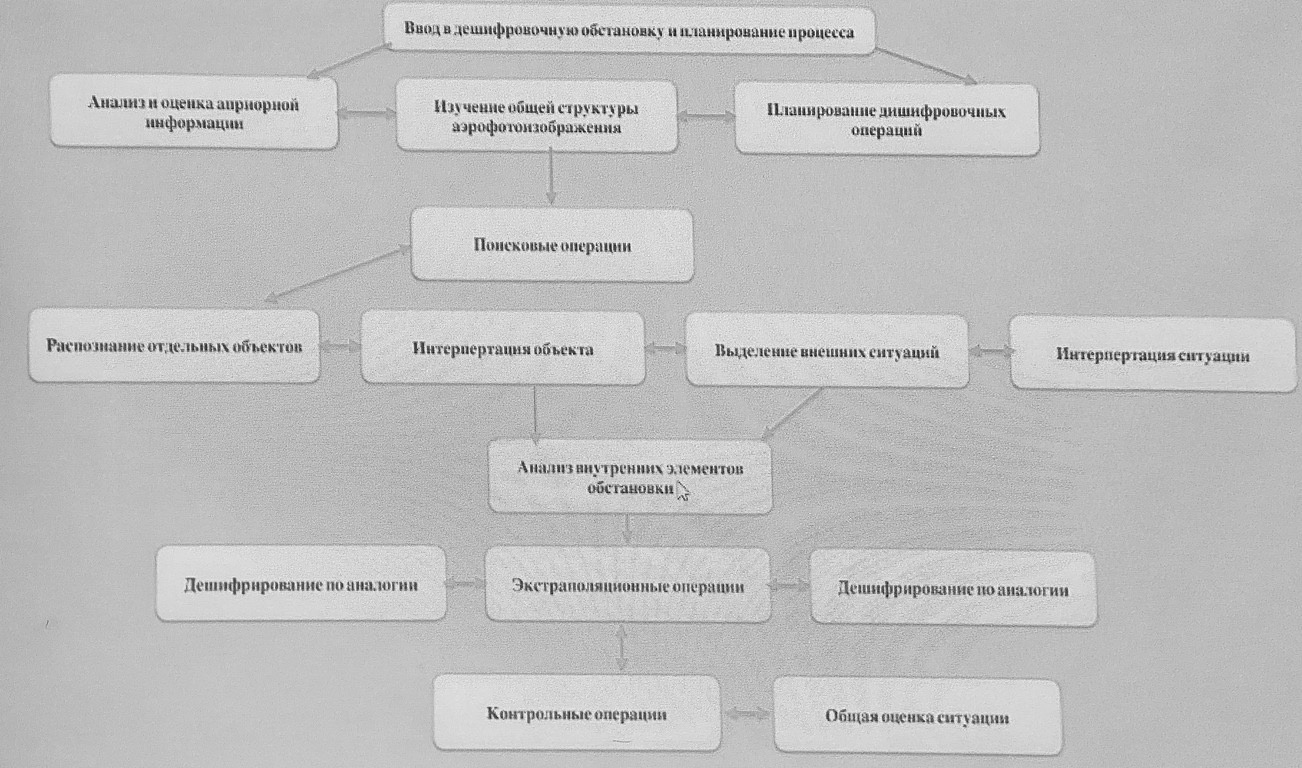 Ввод в дешифровочную обстановку и планирование процесса
Анализ и оценка априорной
информации
Изучение общей структуры
аэрофотоизображения
Планирование дишифровочных
операций
Поисковые операции
Распознание отдельных объектов
Интерпертация объекта
Выделение внешних ситуаций
Интерпертация ситуации
Анализ внутренних элементов
обстановки
Дешифрирование по аналогии
Экстраполяционные операции
Дешифрирование по аналогии
Контрольные операции
Общая оценка ситуации